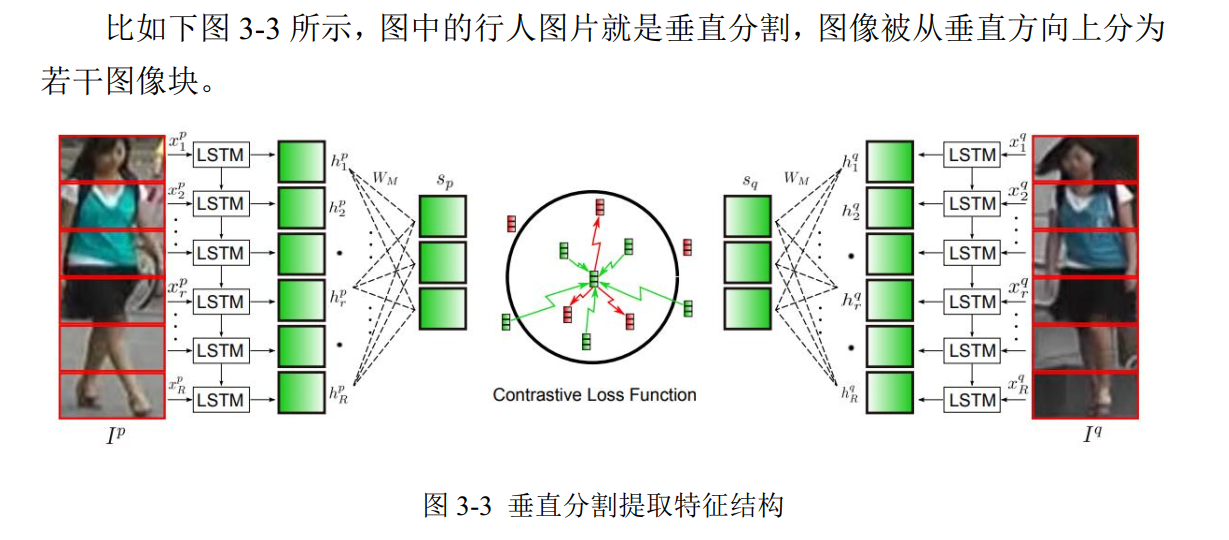 比如下图 3-3 所示，图中的行人图片就是垂直分割，图像被从垂直方向上分为
若干图像块。
x_1^p LSTM h_1^p W_M s_p s_q W_M h_1^q LSTM x_1^q
x_2^p LSTM h_2^p h_2^q LSTM x_2^q
LSTM LSTM
x_r^p LSTM h_r^p h_r^q LSTM x_r^q
LSTM LSTM
x_R^p LSTM h_R^p Contrastive Loss Function h_R^q LSTM x_R^q
I^p I^q
图 3-3 垂直分割提取特征结构